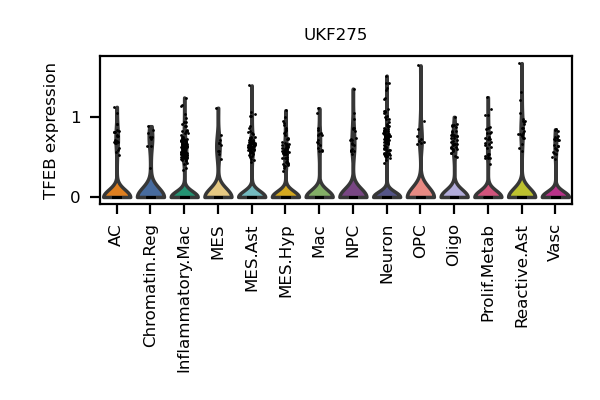 UKF275
TFEB expression
1
0
AC
Chromatin.Reg
Inflammatory.Mac
MES
MES.Ast
MES.Hyp
Mac
NPC
Neuron
OPC
Oligo
Prolif.Metab
Reactive.Ast
Vasc